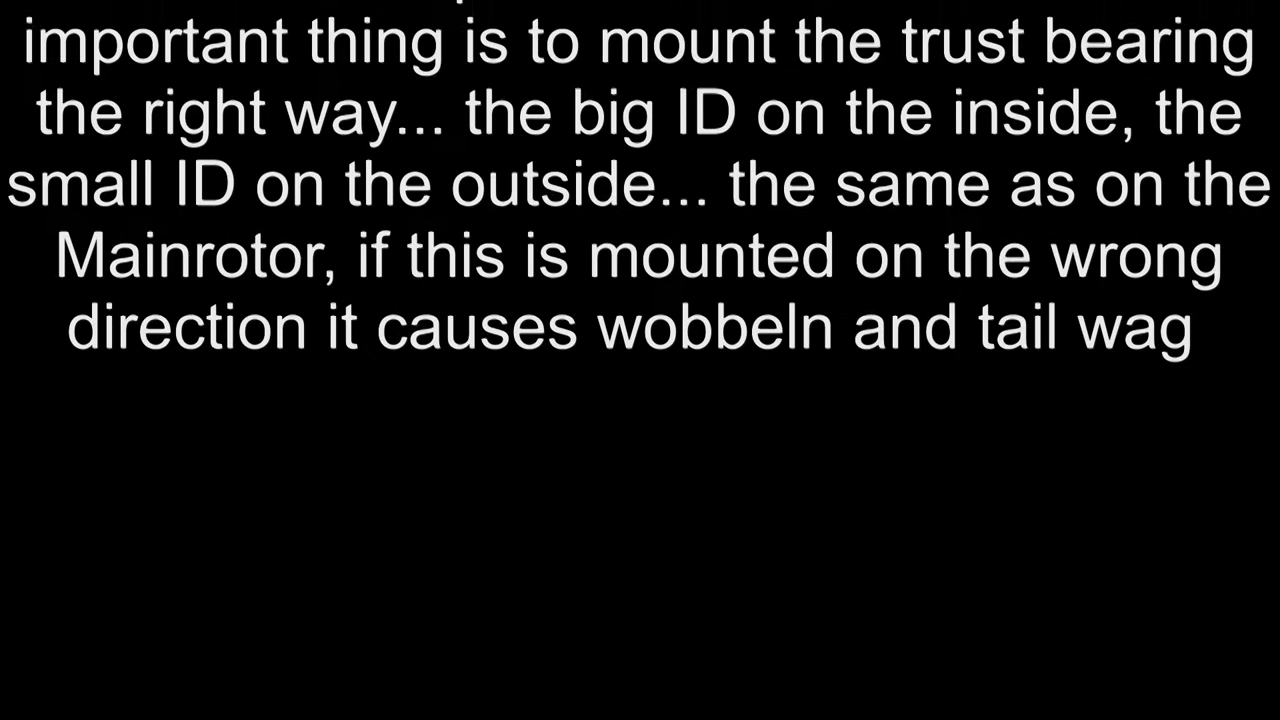 important thing is to mount the trust bearing
the right way... the big ID on the inside, the
small ID on the outside... the same as on the
Mainrotor, if this is mounted on the wrong
direction it causes wobbeln and tail wag